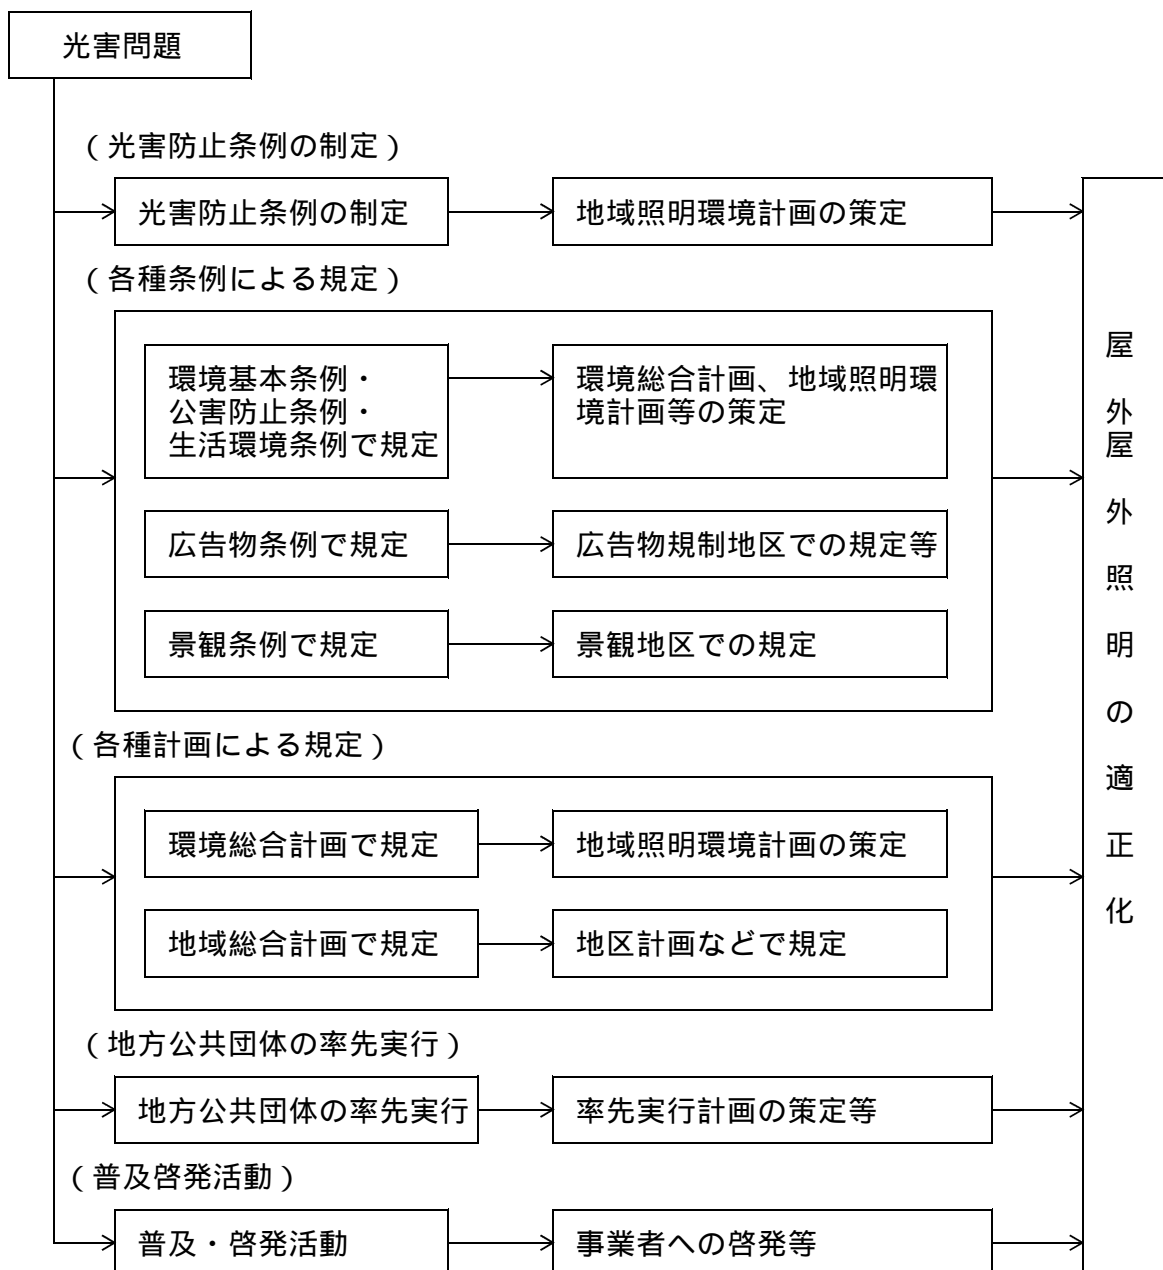 光害問題
(光害防止条例の制定)
光害防止条例の制定
地域照明環境計画の策定
(各種条例による規定)
環境基本条例・
公害防止条例・
生活環境条例で規定
環境総合計画、地域照明環
境計画等の策定
広告物条例で規定
広告物規制地区での規定等
景観条例で規定
景観地区での規定
(各種計画による規定)
環境総合計画で規定
地域照明環境計画の策定
地域総合計画で規定
地区計画などで規定
(地方公共団体の率先実行)
地方公共団体の率先実行
率先実行計画の策定等
(普及啓発活動)
普及・啓発活動
事業者への啓発等
屋外屋外照明の適正化